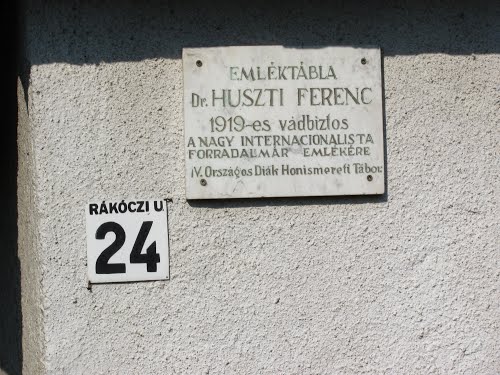 EMLÉKTÁBLA
Dr. HUSZTI FERENC
1919-es vádbiztos
A NAGY INTERNACIONALISTA
FORRADALMÁR EMLÉKÉRE
IV. Országos Diák Honismereti Tábor
RÁKÓCZI U.
24